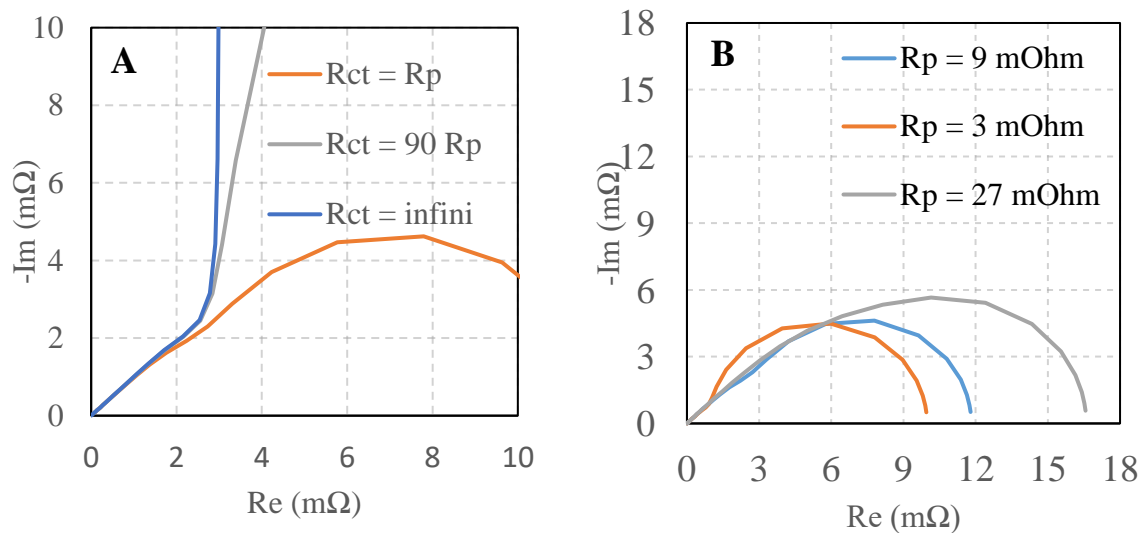 A
Rct = Rp
Rct = 90 Rp
Rct = infini
10
8
6
4
2
0
-Im (mΩ)
0 2 4 6 8 10
Re (mΩ)
B
Rp = 9 mOhm
Rp = 3 mOhm
Rp = 27 mOhm
18
15
12
9
6
3
0
-Im (mΩ)
0 3 6 9 12 15 18
Re (mΩ)